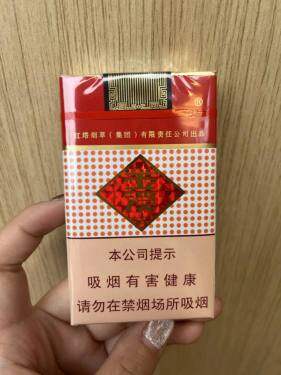 ®
红塔烟草（集团）有限责任公司出品
本公司提示
吸烟有害健康
请勿在禁烟场所吸烟